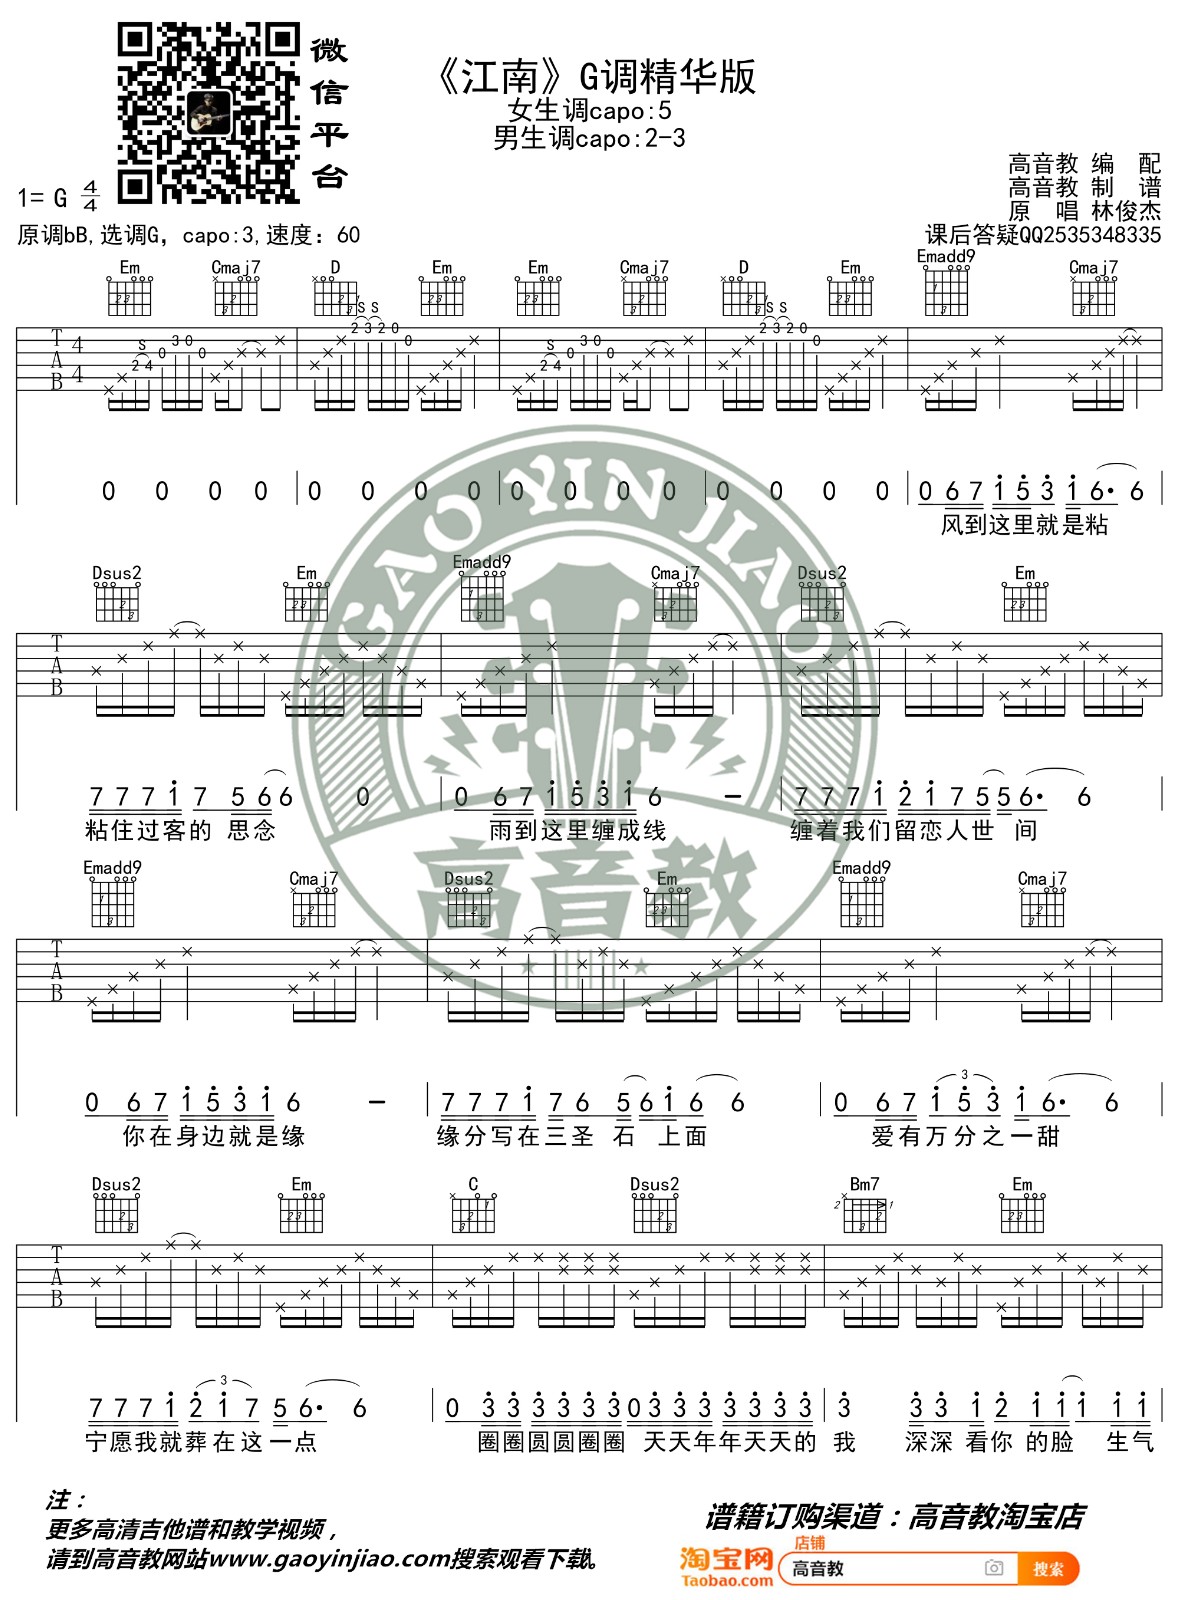 微信平台
《江南》G调精华版
女生调capo:5
男生调capo:2-3
高音教 编 配
高音教 制 谱
原 唱 林俊杰
课后答疑QQ2535348335
1= G 4/4
原调bB,选调G，capo:3,速度：60
Em Cmaj7 D Em Em Cmaj7 D Em Emadd9 Cmaj7
0 0 0 0 0 0 0 0 0 0 0 0 0 0 0 0 0 6 7 1 5 3 1 6· 6
风到这里就是粘
Dsus2 Em Emadd9 Cmaj7 Dsus2 Em
7 7 7 1 7 5 6 6 0 0 6 7 1 5 3 1 6 － 7 7 7 1 2 1 7 5 5 6· 6
粘住过客的 思念 雨到这里缠成线 缠着我们留恋人世 间
Emadd9 Cmaj7 Dsus2 Em Emadd9 Cmaj7
0 6 7 1 5 3 1 6 － 7 7 7 1 7 6 5 6 1 6 6 0 6 7 1 5 3 1 6· 6
你在身边就是缘 缘分写在三圣 石 上面 爱有万分之一甜
Dsus2 Em C Dsus2 Bm7 Em
7 7 7 1 2 1 7 5 6· 6 0 3 3 3 3 3 3 0 3 3 3 3 3 3 3 3 3 3 1 2 1 1 1 1
宁愿我就葬在这一点 圈圈圆圆圈圈 天天年年天天的 我 深深 看你 的脸 生气
注：
更多高清吉他谱和教学视频，
请到高音教网站www.gaoyinjiao.com搜索观看下载。
谱籍订购渠道：高音教淘宝店
淘宝网
Taobao.com
店铺
高音教
搜索
GAO YIN JIAO
高音教